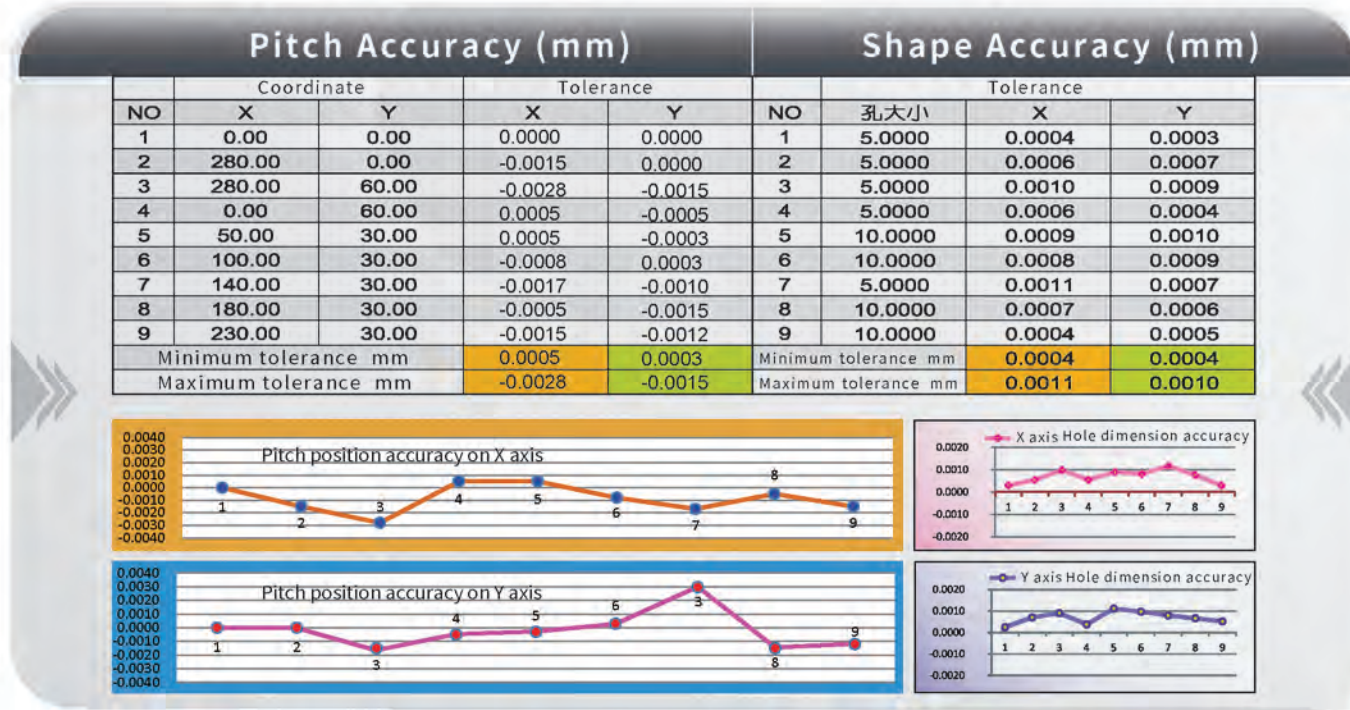 Pitch Accuracy (mm) Shape Accuracy (mm)
Coordinate Tolerance Tolerance
NO X Y X Y NO 孔大小 X Y
1 0.00 0.00 0.0000 0.0000 1 5.0000 0.0004 0.0003
2 280.00 0.00 -0.0015 0.0000 2 5.0000 0.0006 0.0007
3 280.00 60.00 -0.0028 -0.0015 3 5.0000 0.0010 0.0009
4 0.00 60.00 0.0005 -0.0005 4 5.0000 0.0006 0.0004
5 50.00 30.00 0.0005 -0.0003 5 10.0000 0.0009 0.0010
6 100.00 30.00 -0.0008 0.0003 6 10.0000 0.0008 0.0009
7 140.00 30.00 -0.0017 -0.0010 7 5.0000 0.0011 0.0007
8 180.00 30.00 -0.0005 -0.0015 8 10.0000 0.0007 0.0006
9 230.00 30.00 -0.0015 -0.0012 9 10.0000 0.0004 0.0005
Minimum tolerance mm 0.0005 0.0003 Minimum tolerance mm 0.0004 0.0004
Maximum tolerance mm -0.0028 -0.0015 Maximum tolerance mm 0.0011 0.0010
Pitch position accuracy on X axis
0.0040
0.0030
0.0020
0.0010
0.0000
-0.0010
-0.0020
-0.0030
-0.0040
1 2 3 4 5 6 7 8 9
X axis Hole dimension accuracy
0.0020
0.0010
0.0000
-0.0010
-0.0020
1 2 3 4 5 6 7 8 9
Pitch position accuracy on Y axis
0.0040
0.0030
0.0020
0.0010
0.0000
-0.0010
-0.0020
-0.0030
-0.0040
1 2 3 4 5 6 3 8 9
Y axis Hole dimension accuracy
0.0020
0.0010
0.0000
-0.0010
-0.0020
1 2 3 4 5 6 7 8 9